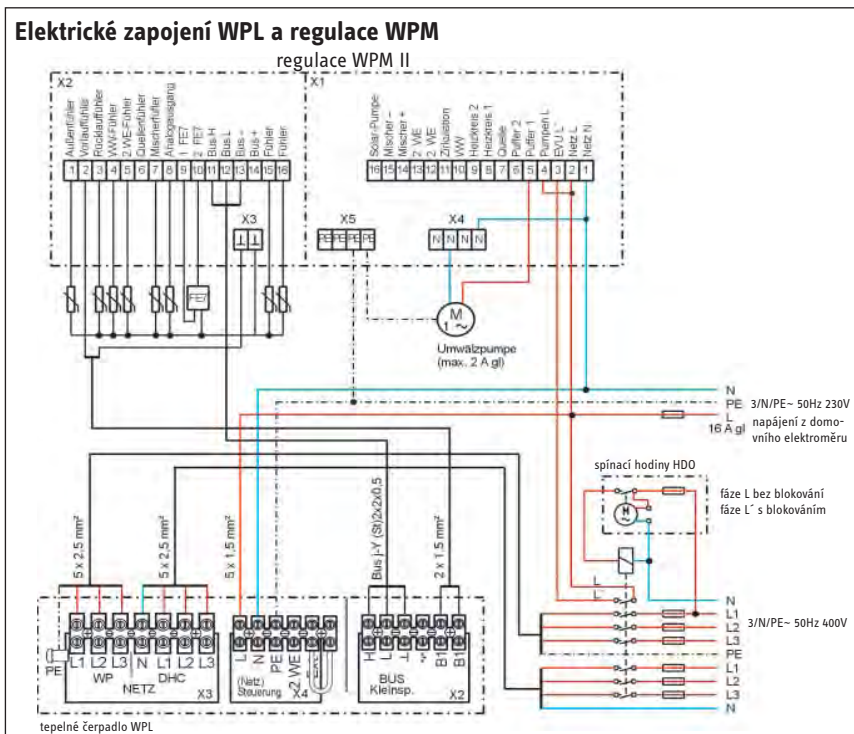 Elektrické zapojení WPL a regulace WPM
regulace WPM II
X2
X1
Außenfühler
Vorlauffühlas
Rücklauffühler
WW-Fühler
2.WE-Fühler
Quellenfühler
Mischerfüfler
Analogausgang
1 FE7
2 FE7
Bus H
Bus L
Bus –
Bus +
Fühler
Fühler
1 2 3 4 5 6 7 8 9 10 11 12 13 14 15 16
Solar-Pumpe
Mischer –
Mischer +
2 WE
2 WE
Zirkulation
WW
Heizkreis 2
Heizkreis 1
Quelle
Puffer 2
Puffer 1
Pumpen L
EVU L'
Netz L
Netz N
16 15 14 13 12 11 10 9 8 7 6 5 4 3 2 1
X3
X5
X4
PE PE PE PE
N N N N
FE7
M
1 ~
Umwälzpumpe
(max. 2 A gl)
N
PE
L
16 A gl
3/N/PE~ 50Hz 230V
napájení z domo-
vního elektroměru
spínací hodiny HDO
M
~
fáze L bez blokování
fáze L´ s blokováním
5 x 2,5 mm²
5 x 2,5 mm²
5 x 1,5 mm²
Bus j-Y (St)2x2x0,5
2 x 1,5 mm²
L
L'
N
L1
L2
L3
PE
3/N/PE~ 50Hz 400V
L1
L2
L3
N
PE
L1 L2 L3 N L1 L2 L3
WP
DHC
NETZ
X3
L N PE 2 WE
(Netz)
Steuerung
X4
H L B1 B1
BUS
Kleinsp.
X2
tepelné čerpadlo WPL